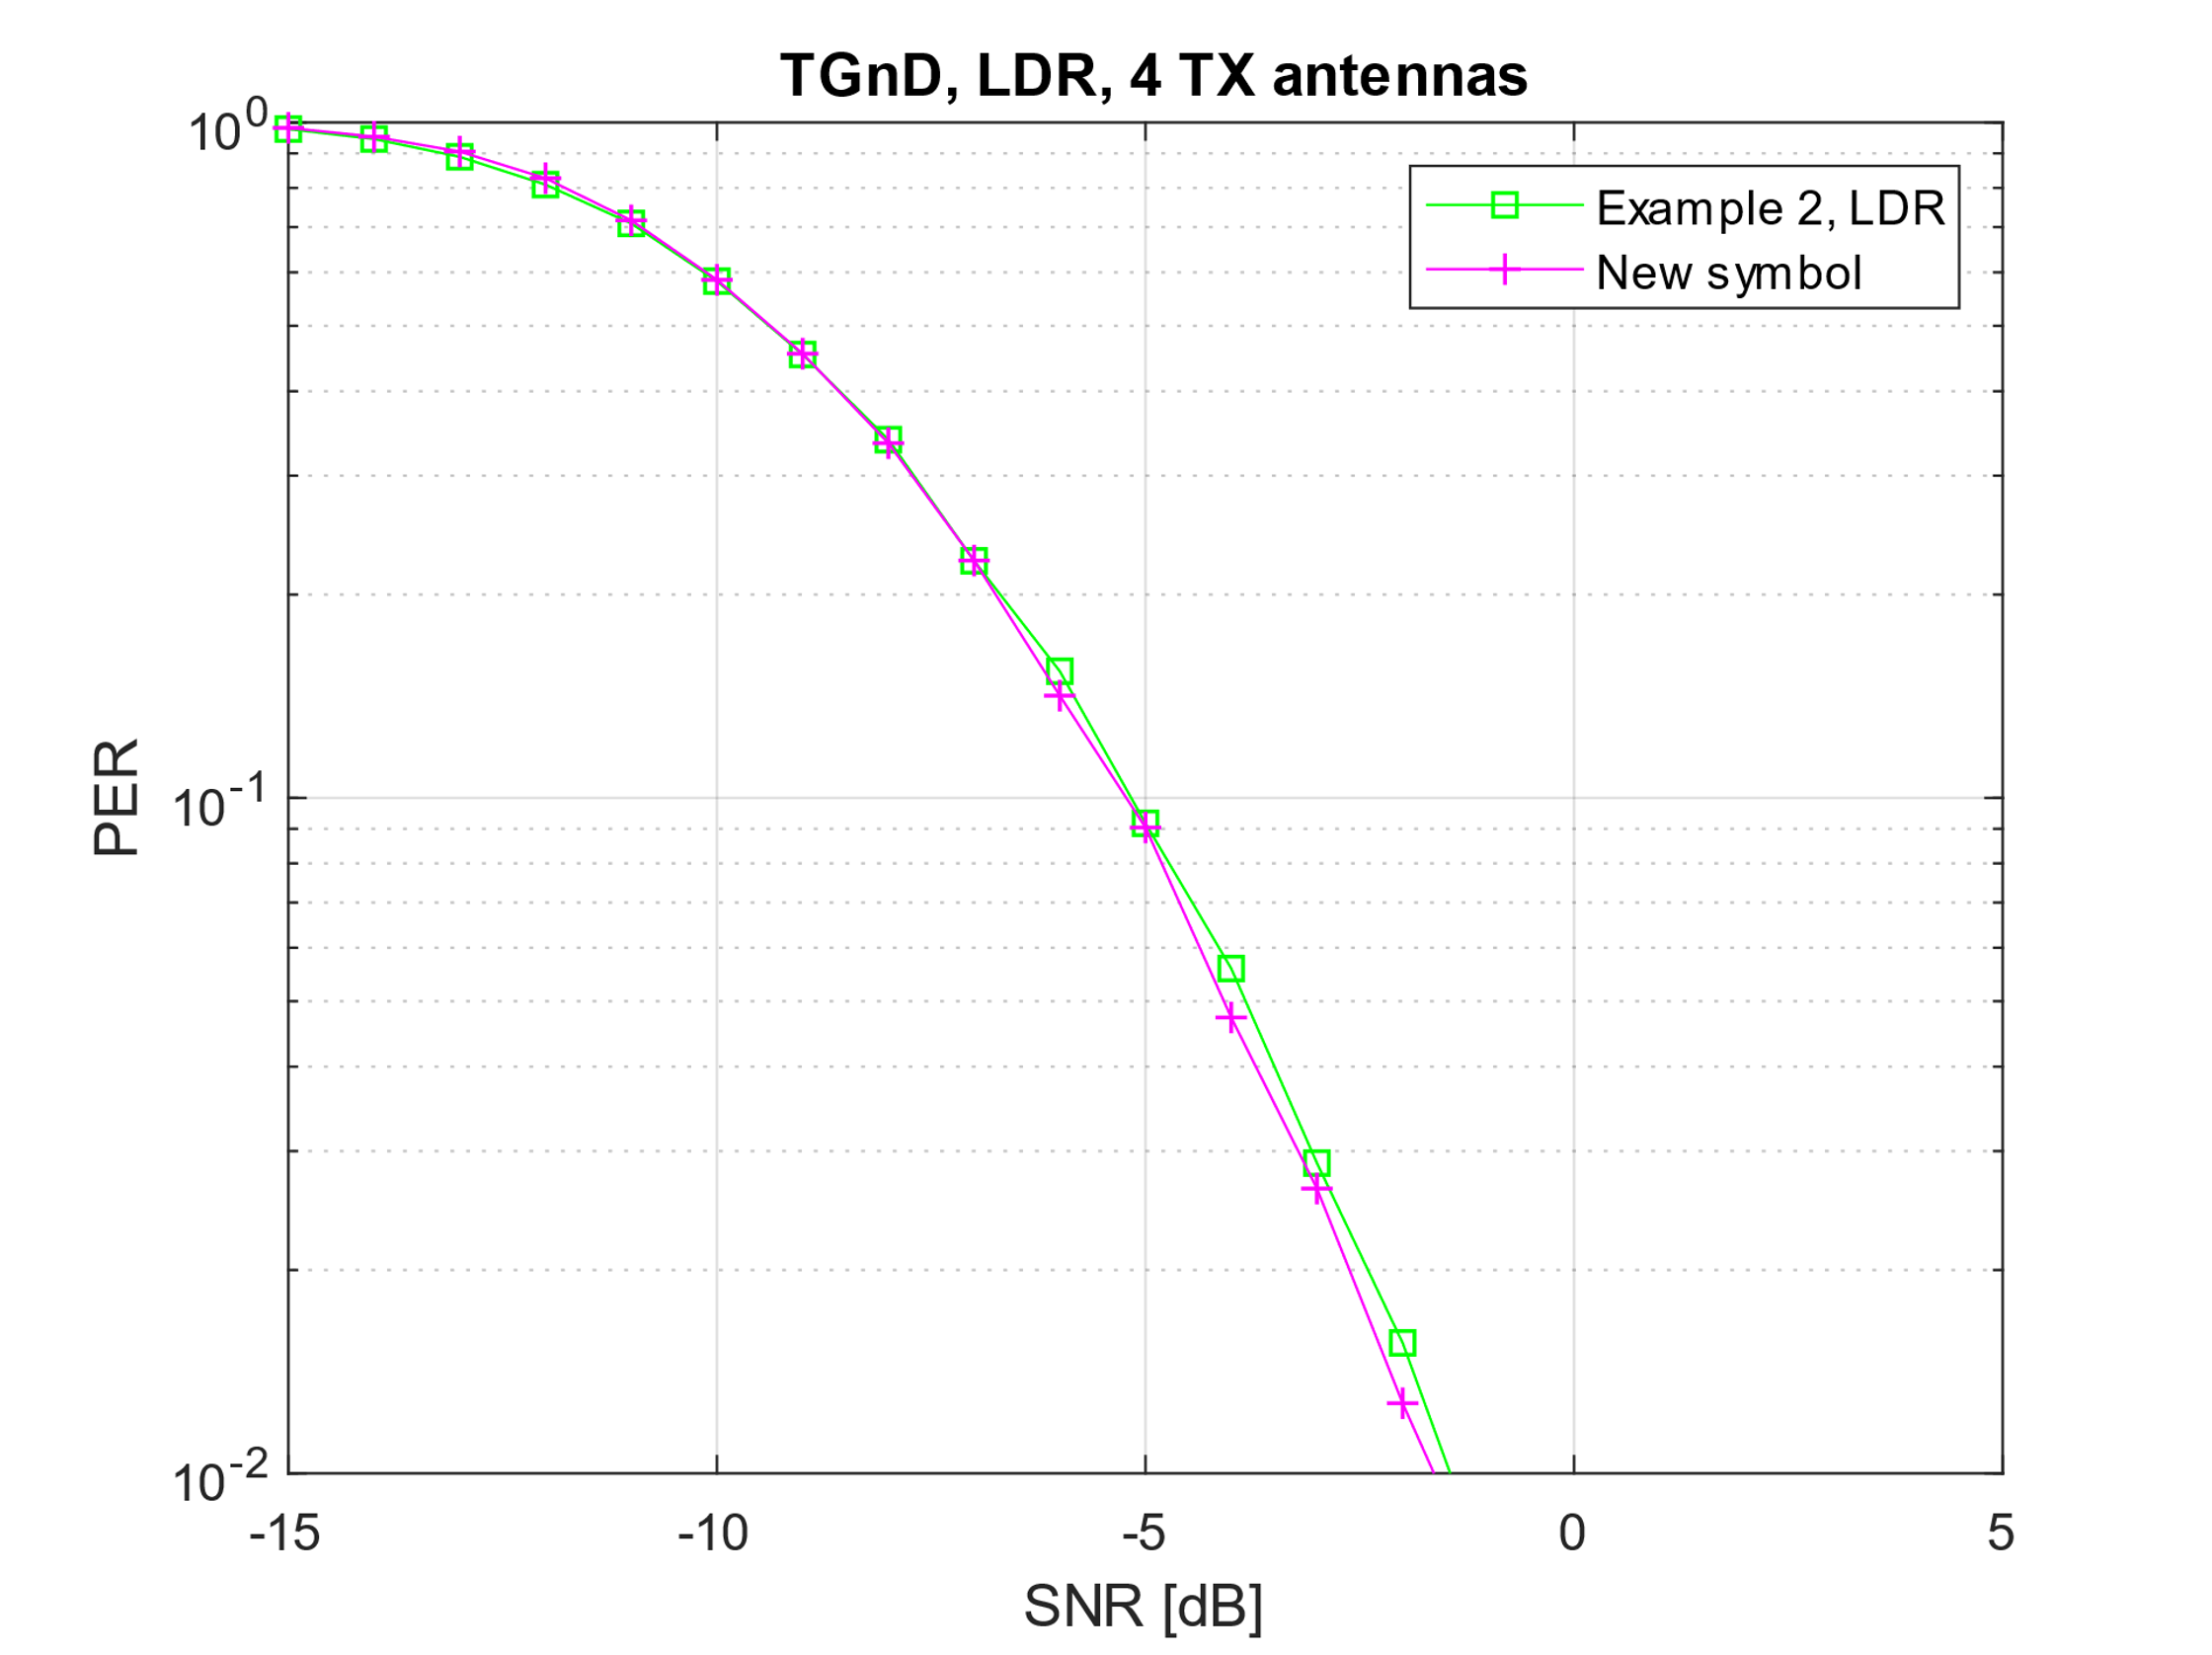 TGnD, LDR, 4 TX antennas
10^0
Example 2, LDR
New symbol
PER
10^-1
10^-2
-15 -10 -5 0 5
SNR [dB]